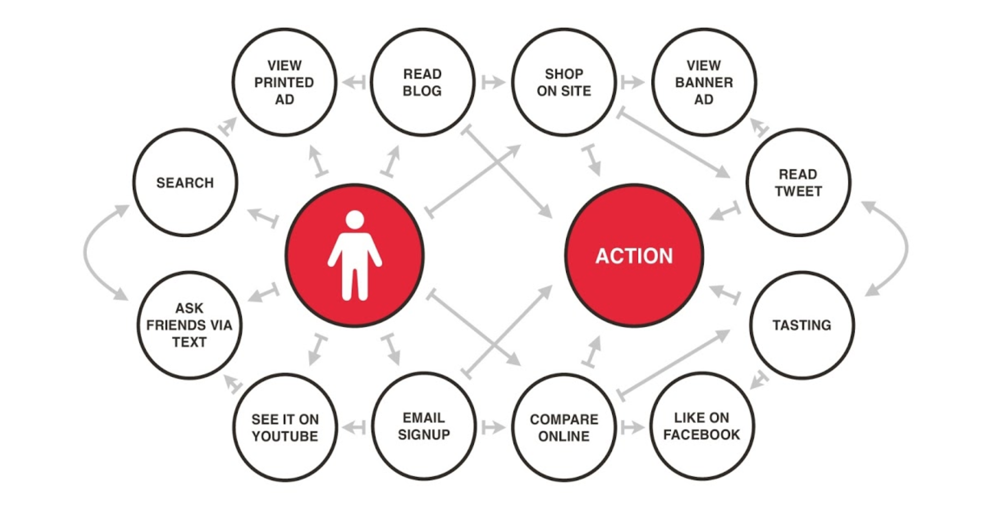 VIEW
PRINTED
AD
READ
BLOG
SHOP
ON SITE
VIEW
BANNER
AD
SEARCH
READ
TWEET
ACTION
ASK
FRIENDS VIA
TEXT
TASTING
SEE IT ON
YOUTUBE
EMAIL
SIGNUP
COMPARE
ONLINE
LIKE ON
FACEBOOK